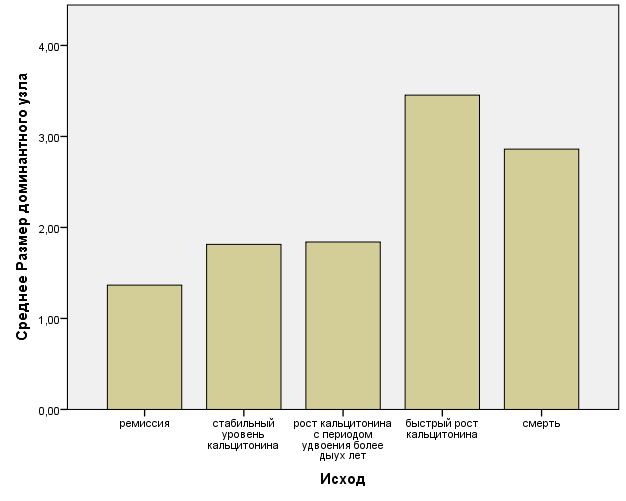 Среднее Размер доминантного узла
4,00
3,00
2,00
1,00
0,00
ремиссия
стабильный
уровень
кальцитонина
рост кальцитонина
с периодом
удвоения более
дыух лет
быстрый рост
кальцитонина
смерть
Исход